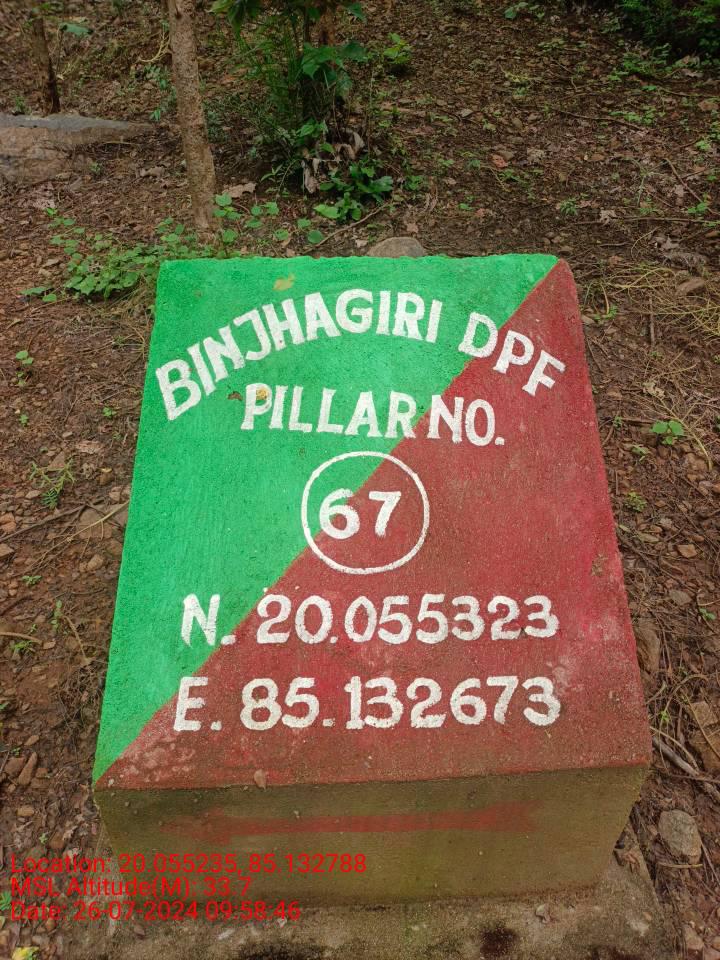 BINJHAGIRI DPF
PILLAR NO.
67
N. 20.055323
E. 85.132673
Location: 20.055235, 85.132788
MSL Altitude(M): 33.7
Date: 26-07-2024 09:58:46